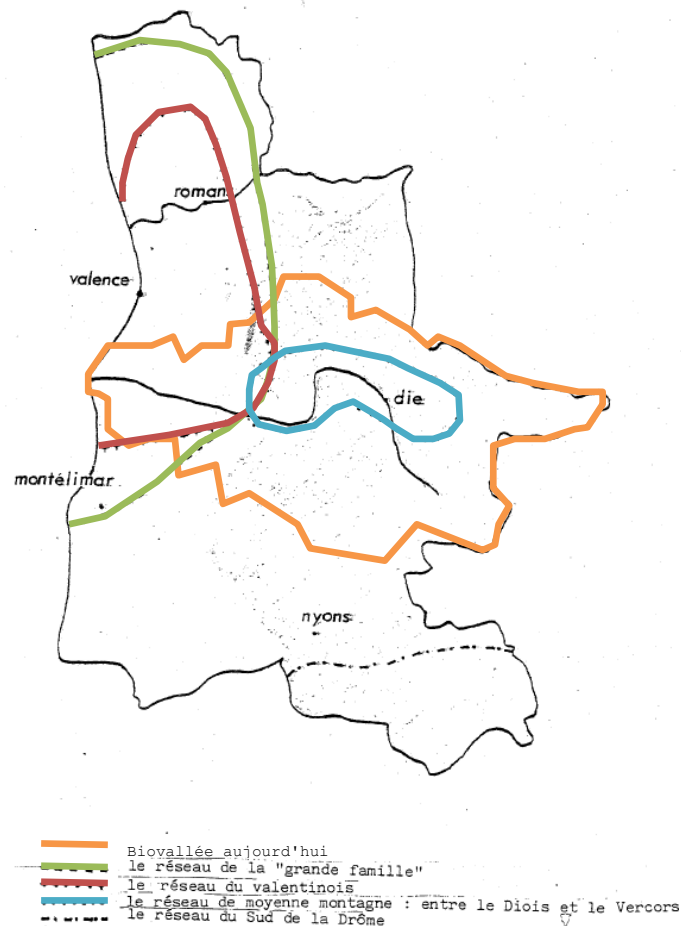 romans
valence
die
montélimar
nyons
Biovallée aujourd'hui
le réseau de la "grande famille"
le réseau du valentinois
le réseau de moyenne montagne : entre le Diois et le Vercors
le réseau du Sud de la Drôme